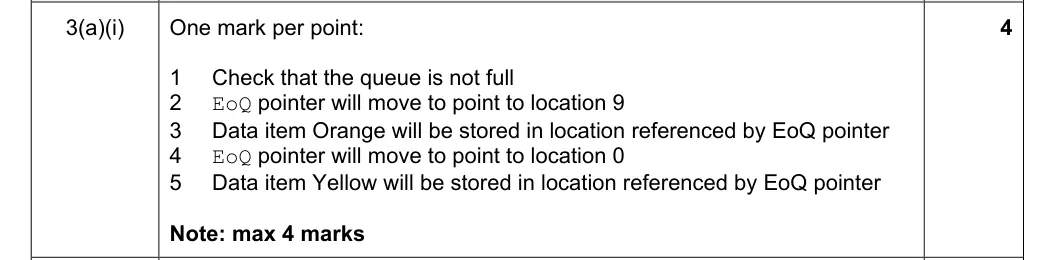 3(a)(i) One mark per point: 4
1 Check that the queue is not full
2 EoQ pointer will move to point to location 9
3 Data item Orange will be stored in location referenced by EoQ pointer
4 EoQ pointer will move to point to location 0
5 Data item Yellow will be stored in location referenced by EoQ pointer
Note: max 4 marks